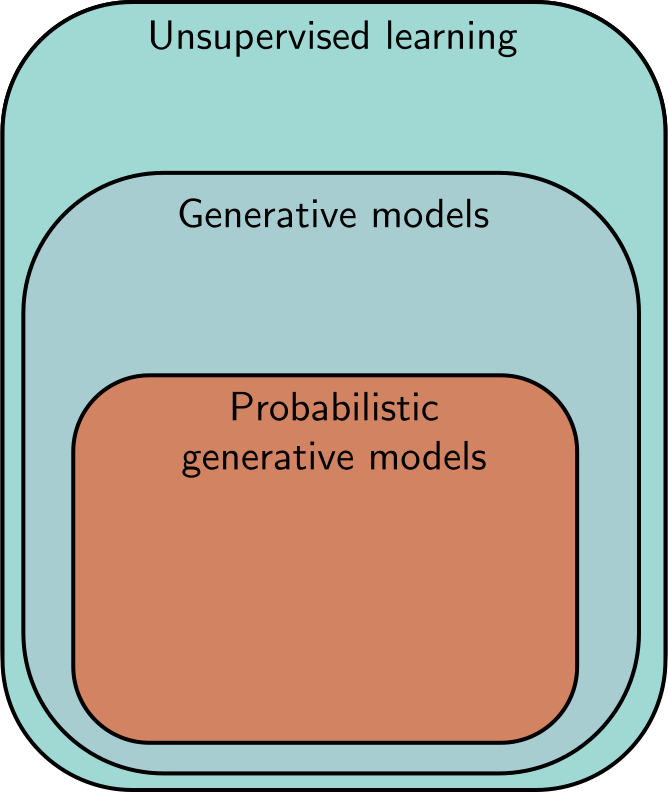 Unsupervised learning
Generative models
Probabilistic
generative models